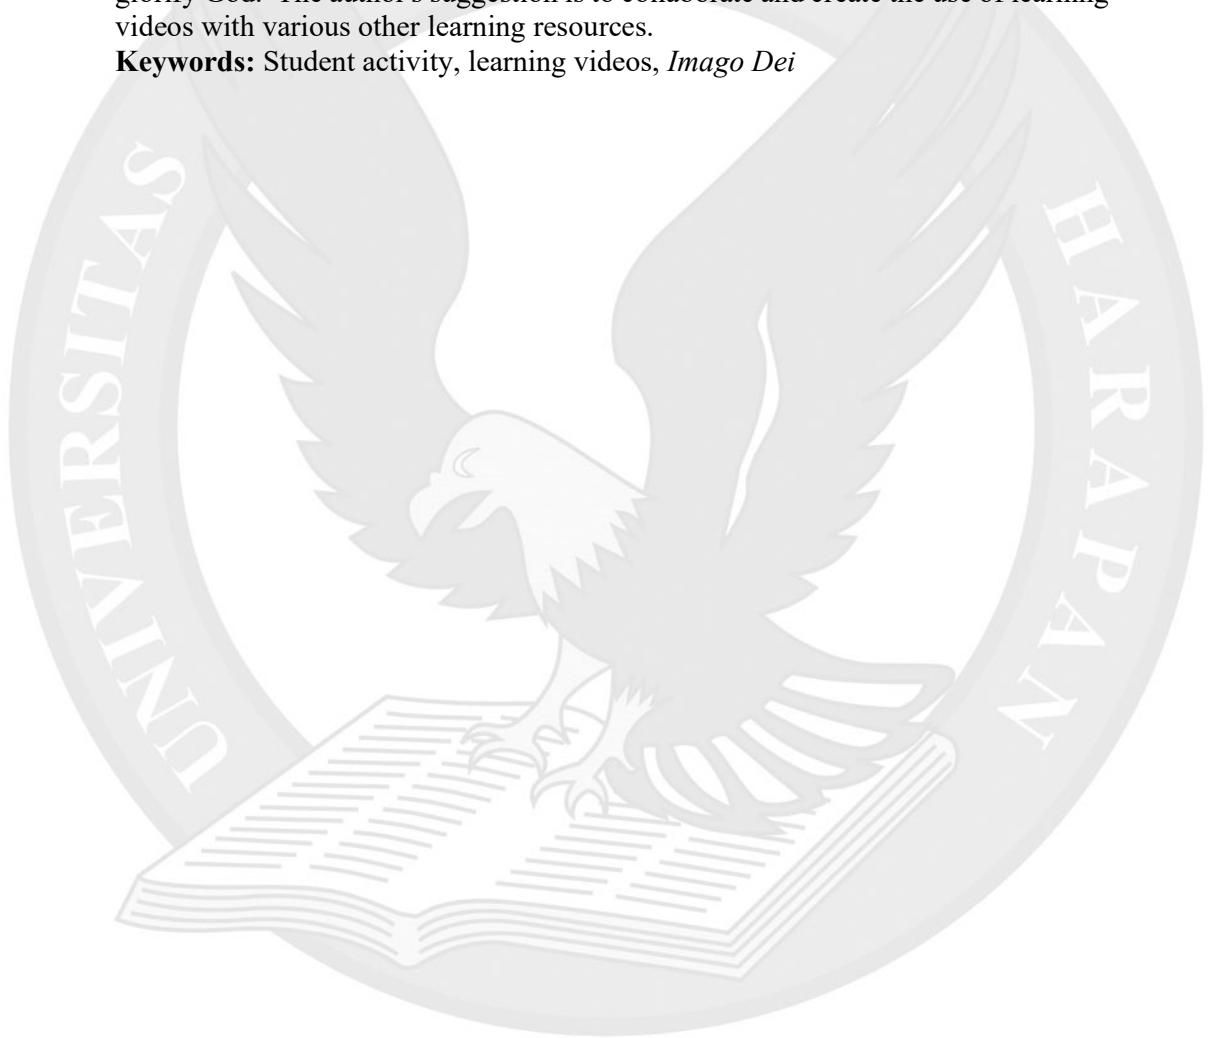 glorify God. The author's suggestion is to collaborate and create the use of learning
videos with various other learning resources.
Keywords: Student activity, learning videos, Imago Dei
UNIVERSITAS
HARAPAN